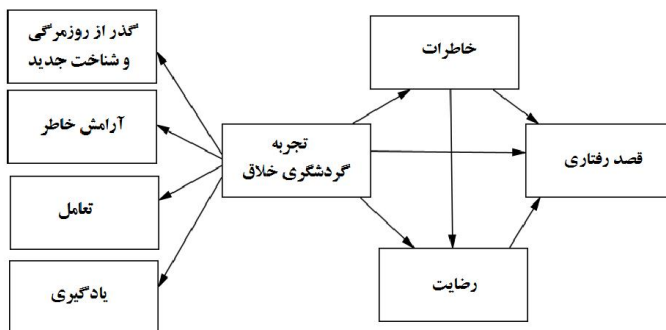 گذر از روزمرگی
و شناخت جدید
آرامش خاطر
تعامل
یادگیری
تجربه
گردشگری خلاق
خاطرات
رضایت
قصد رفتاری